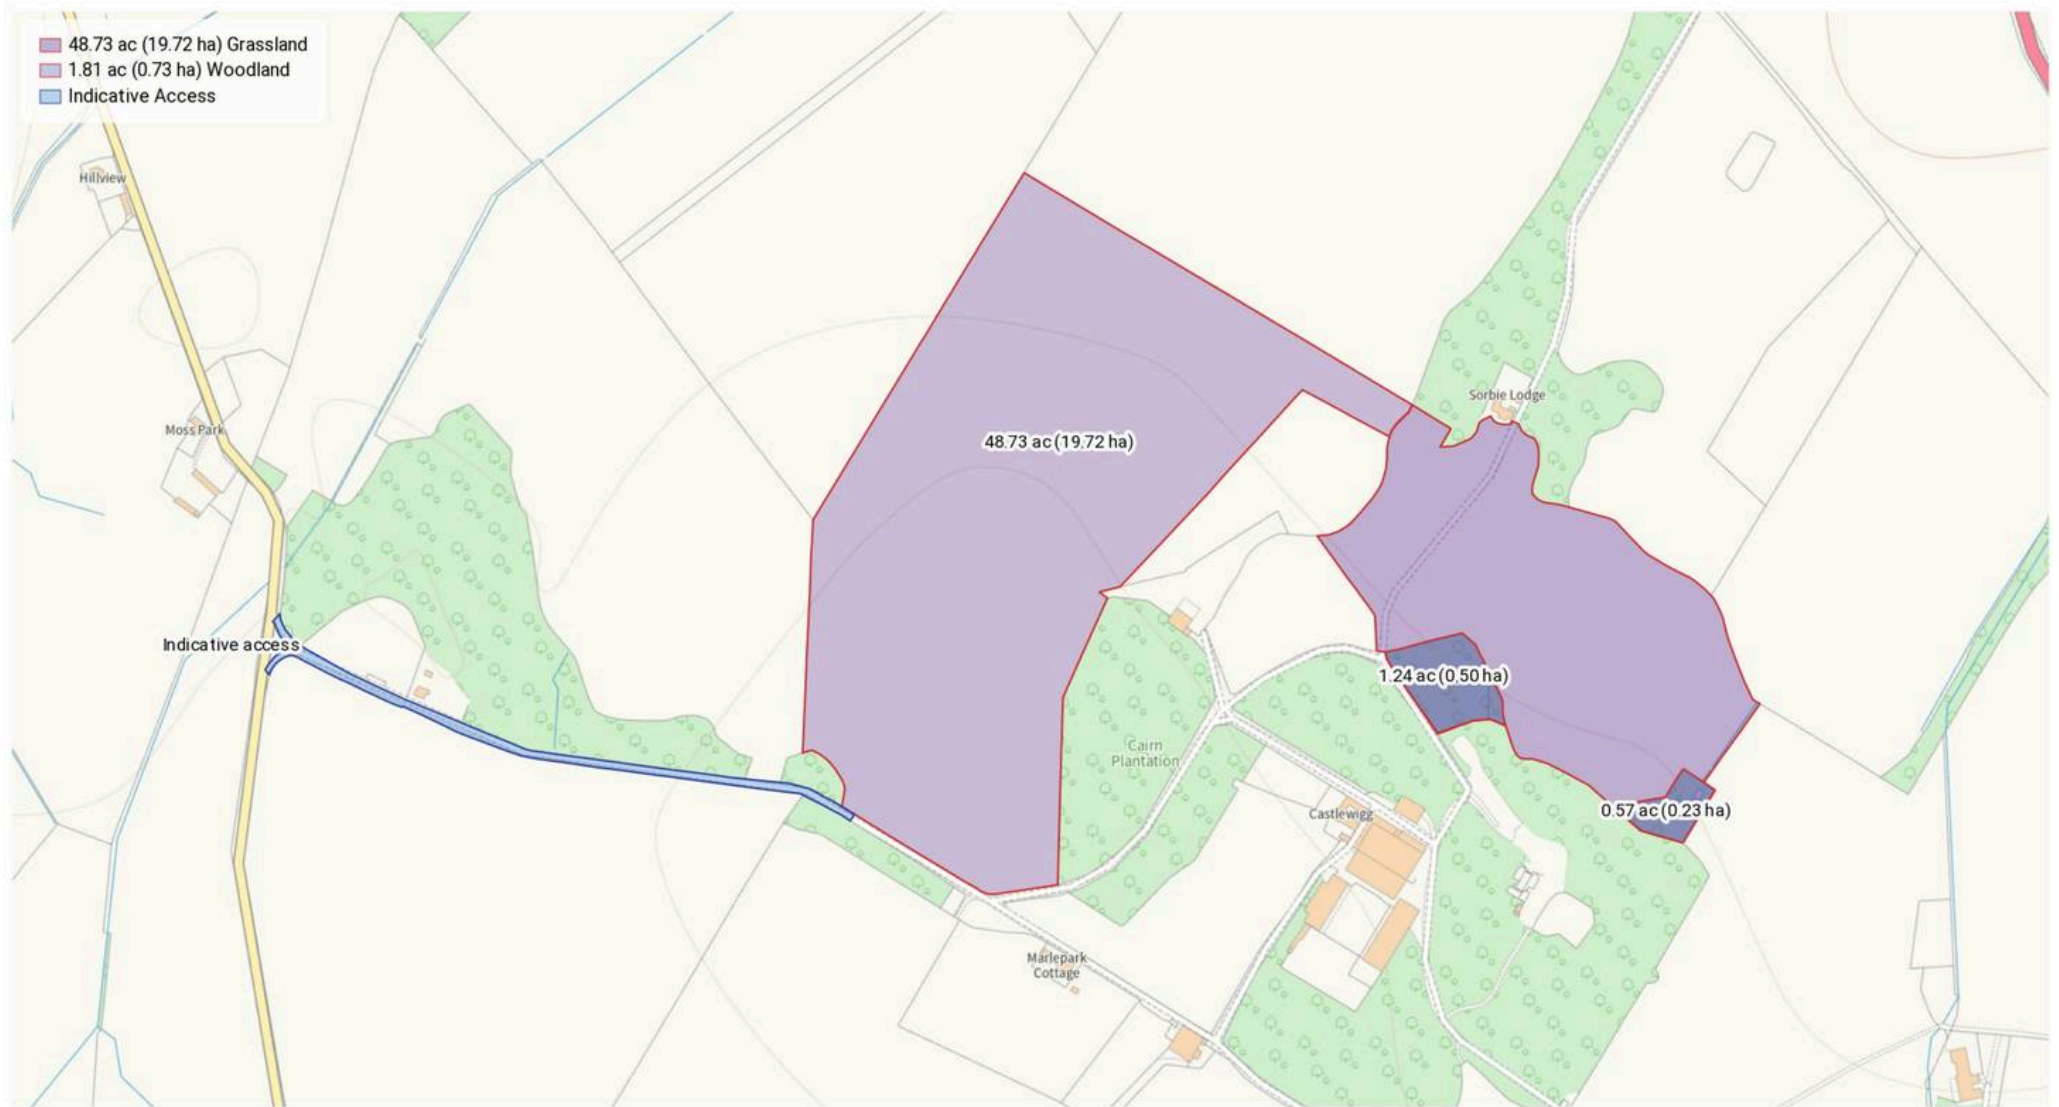 48.73 ac (19.72 ha) Grassland
1.81 ac (0.73 ha) Woodland
Indicative Access
Hillview
Sorbie Lodge
Moss Park
48.73 ac (19.72 ha)
Indicative access
1.24 ac (0.50 ha)
Cairn
Plantation
0.57 ac (0.23 ha)
Castlewigg
Marlepark
Cottage